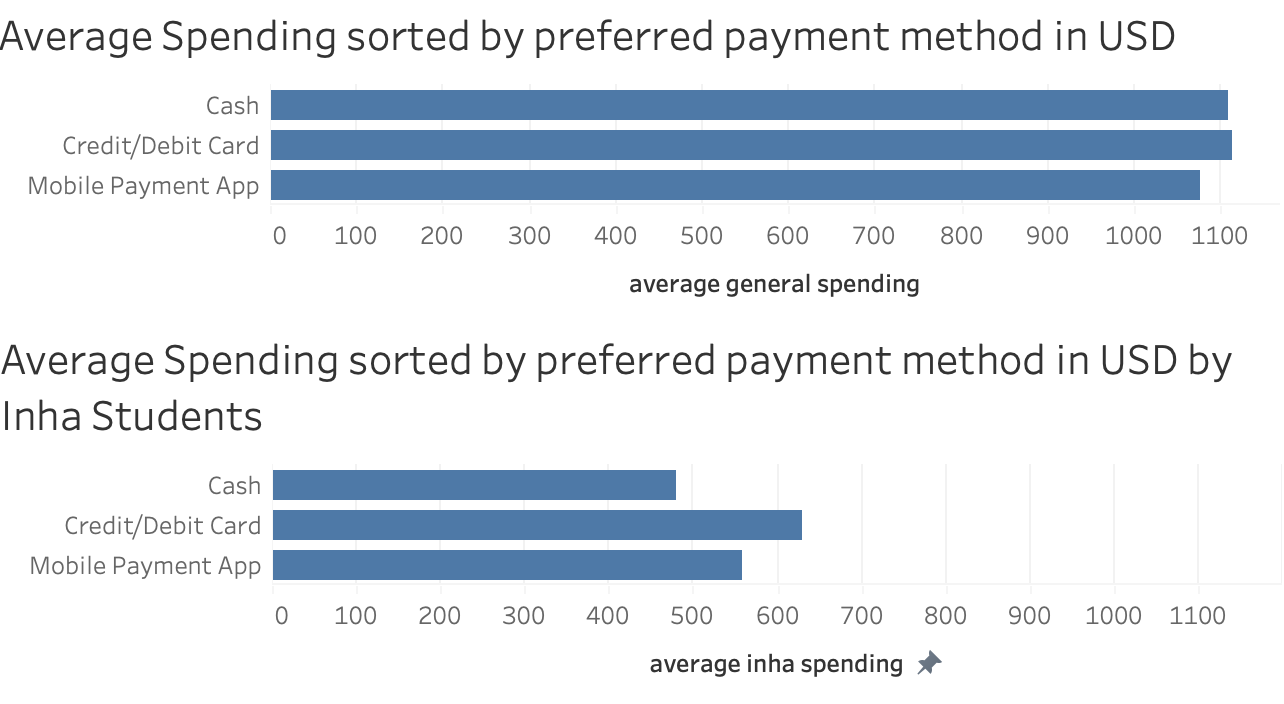 Average Spending sorted by preferred payment method in USD
Cash
Credit/Debit Card
Mobile Payment App
0 100 200 300 400 500 600 700 800 900 1000 1100
average general spending
Average Spending sorted by preferred payment method in USD by
Inha Students
Cash
Credit/Debit Card
Mobile Payment App
0 100 200 300 400 500 600 700 800 900 1000 1100
average inha spending